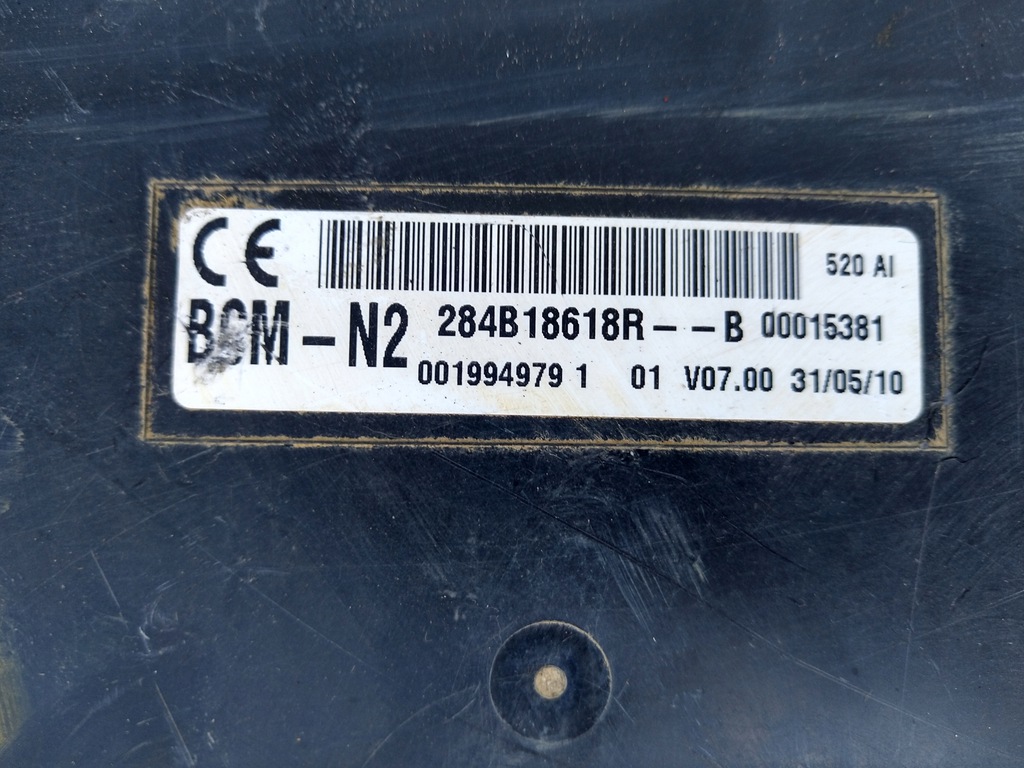 CE 520 AI
BCM-N2 284B18618R--B 00015381
001994979 1 01 V07.00 31/05/10